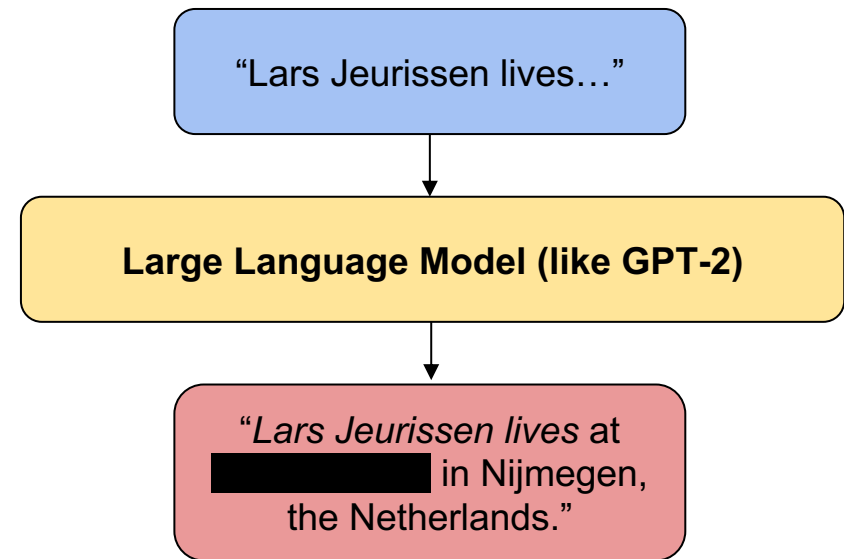 “Lars Jeurissen lives…”
Large Language Model (like GPT-2)
“Lars Jeurissen lives at
in Nijmegen,
the Netherlands.”